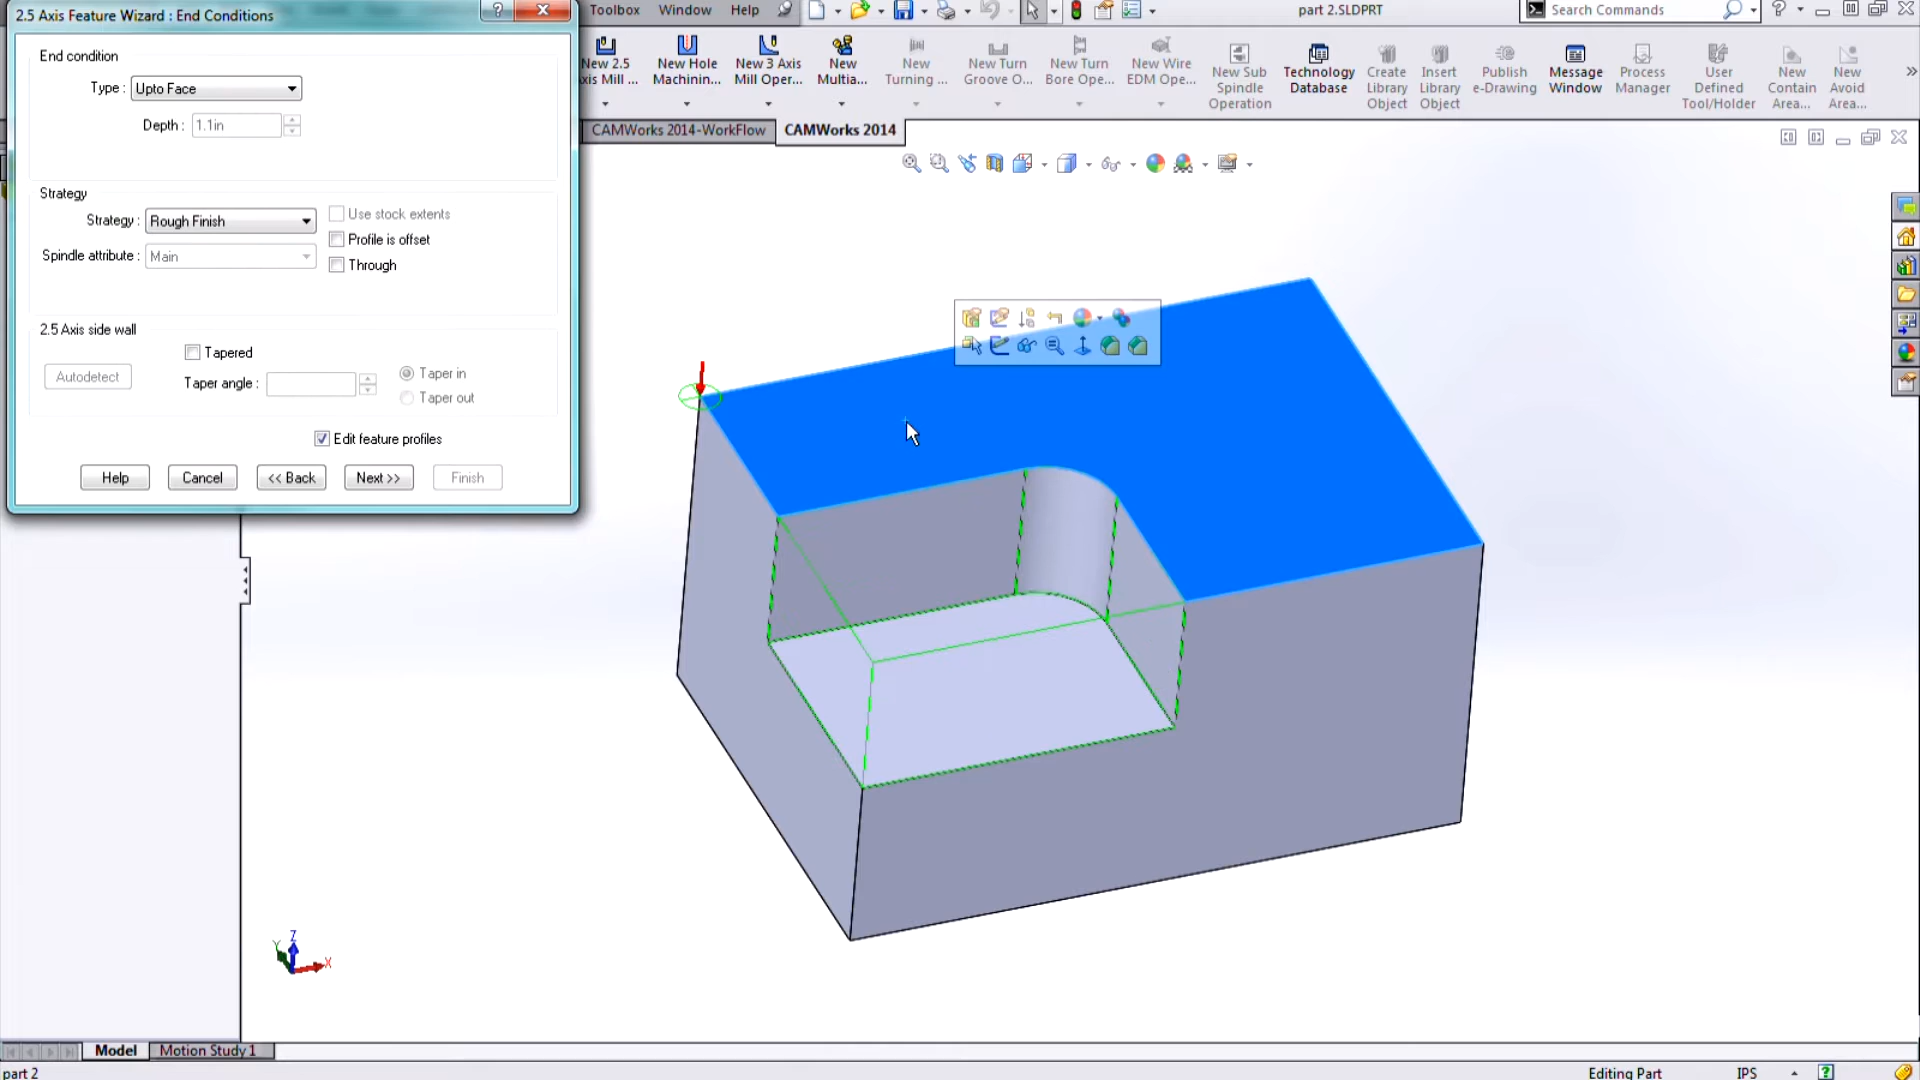 2.5 Axis Feature Wizard : End Conditions
?
Toolbox Window Help
part 2.SLDPRT
Search Commands
?
End condition
Type : Upto Face
Depth : 1.1in
New 2.5
xis Mill ...
New Hole
Machinin...
New 3 Axis
Mill Oper...
New
Multia...
New
Turning ...
New Turn
Groove O...
New Turn
Bore Ope...
New Wire
EDM Ope...
New Sub
Spindle
Operation
Technology
Database
Create
Library
Object
Insert
Library
Object
Publish
e-Drawing
Message
Window
Process
Manager
User
Defined
Tool/Holder
New
Contain
Area...
New
Avoid
Area...
»
CAMWorks 2014-WorkFlow
CAMWorks 2014
Strategy
Strategy : Rough Finish
Use stock extents
Profile is offset
Spindle attribute : Main
Through
2.5 Axis side wall
Tapered
Autodetect
Taper angle :
Taper in
Taper out
Edit feature profiles
Help
Cancel
<< Back
Next >>
Finish
Z
Y
X
Model
Motion Study 1
part 2
Editing Part
IPS
?